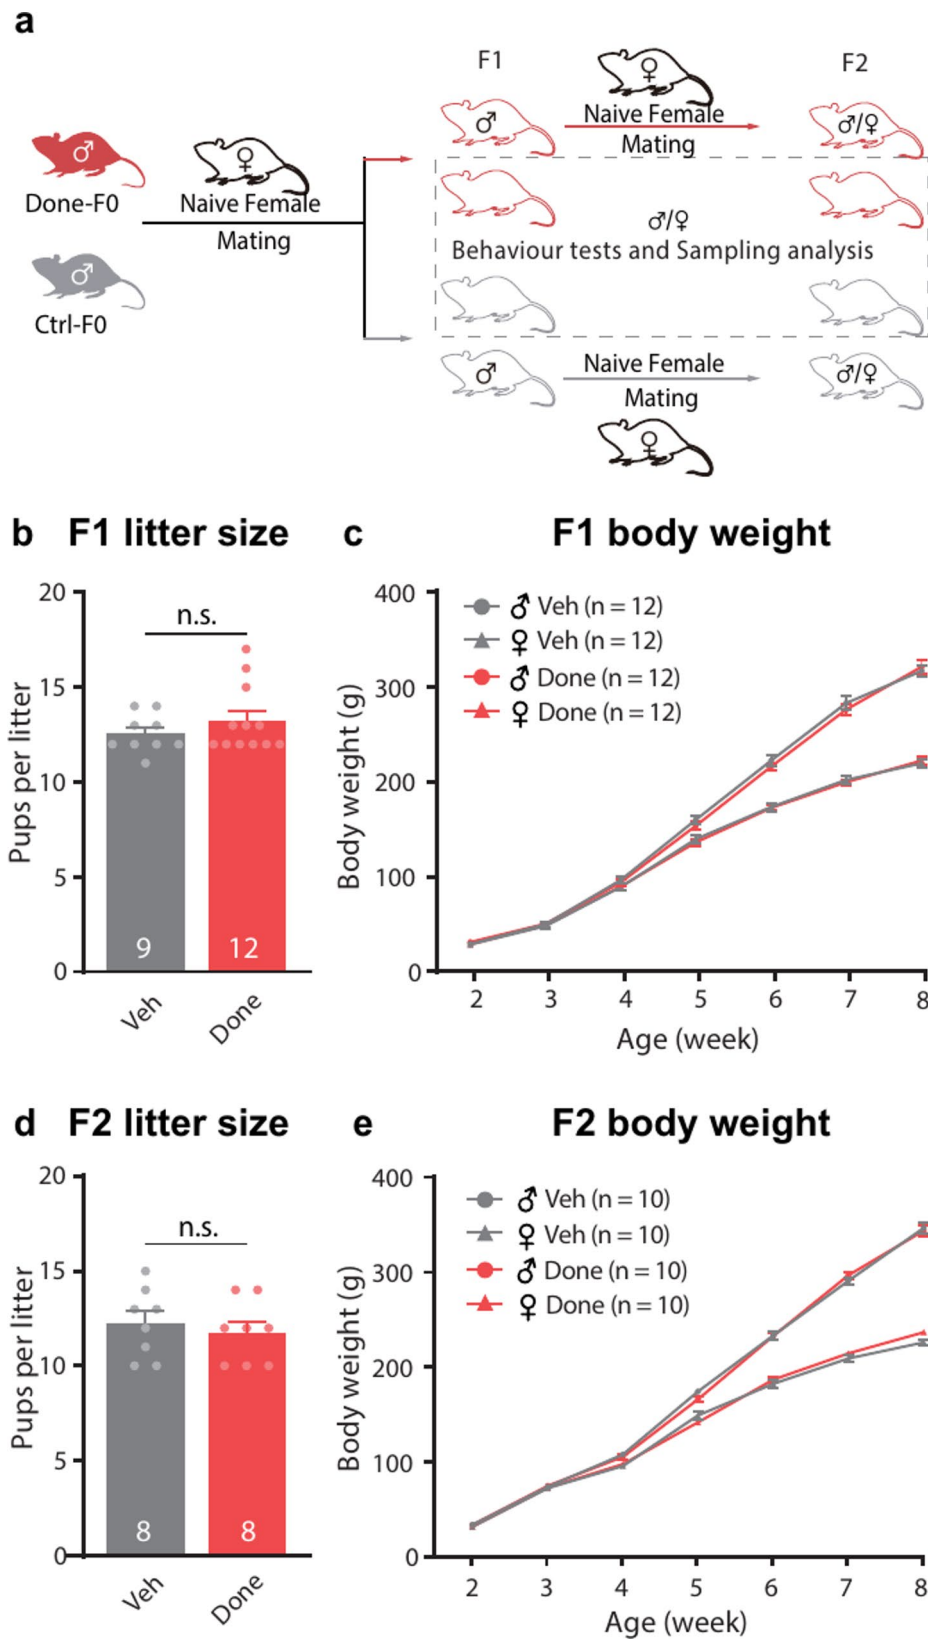 a
F1
F2
♀
♂
♀
♂
Naive Female
♂/♀
Mating
Done-F0
Naive Female
Mating
♂/♀
Behaviour tests and Sampling analysis
♂
Ctrl-F0
♂
Naive Female
♂/♀
Mating
♀
b F1 litter size
20
15
10
5
0
Pups per litter
n.s.
9
12
Veh
Done
c F1 body weight
400
300
200
100
0
Body weight (g)
♂ Veh (n = 12)
♀ Veh (n = 12)
♂ Done (n = 12)
♀ Done (n = 12)
2 3 4 5 6 7 8
Age (week)
d F2 litter size
20
15
10
5
0
Pups per litter
n.s.
8
8
Veh
Done
e F2 body weight
400
300
200
100
0
Body weight (g)
♂ Veh (n = 10)
♀ Veh (n = 10)
♂ Done (n = 10)
♀ Done (n = 10)
2 3 4 5 6 7 8
Age (week)